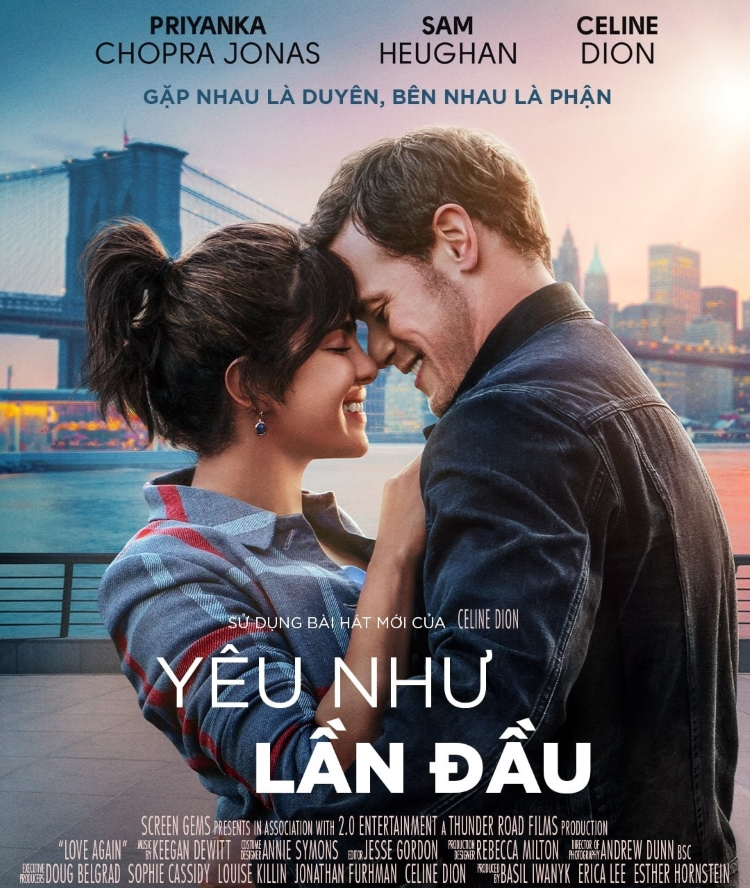 PRIYANKA SAM CELINE
CHOPRA JONAS HEUGHAN DION
GẶP NHAU LÀ DUYÊN, BÊN NHAU LÀ PHẬN
SỬ DỤNG BÀI HÁT MỚI CỦA CELINE DION
YÊU NHƯ
LẦN ĐẦU
SCREEN GEMS PRESENTS IN ASSOCIATION WITH 2.0 ENTERTAINMENT A THUNDER ROAD FILMS PRODUCTION
"LOVE AGAIN" MUSIC BY KEEGAN DEWITT COSTUME DESIGNER ANNIE SYMONS EDITOR JESSE GORDON PRODUCTION DESIGNER REBECCA MILTON DIRECTOR OF PHOTOGRAPHY ANDREW DUNN BSC
EXECUTIVE PRODUCERS DOUG BELGRAD SOPHIE CASSIDY LOUISE KILLIN JONATHAN FUHRMAN CELINE DION PRODUCED BY BASIL IWANYK ERICA LEE ESTHER HORNSTEIN